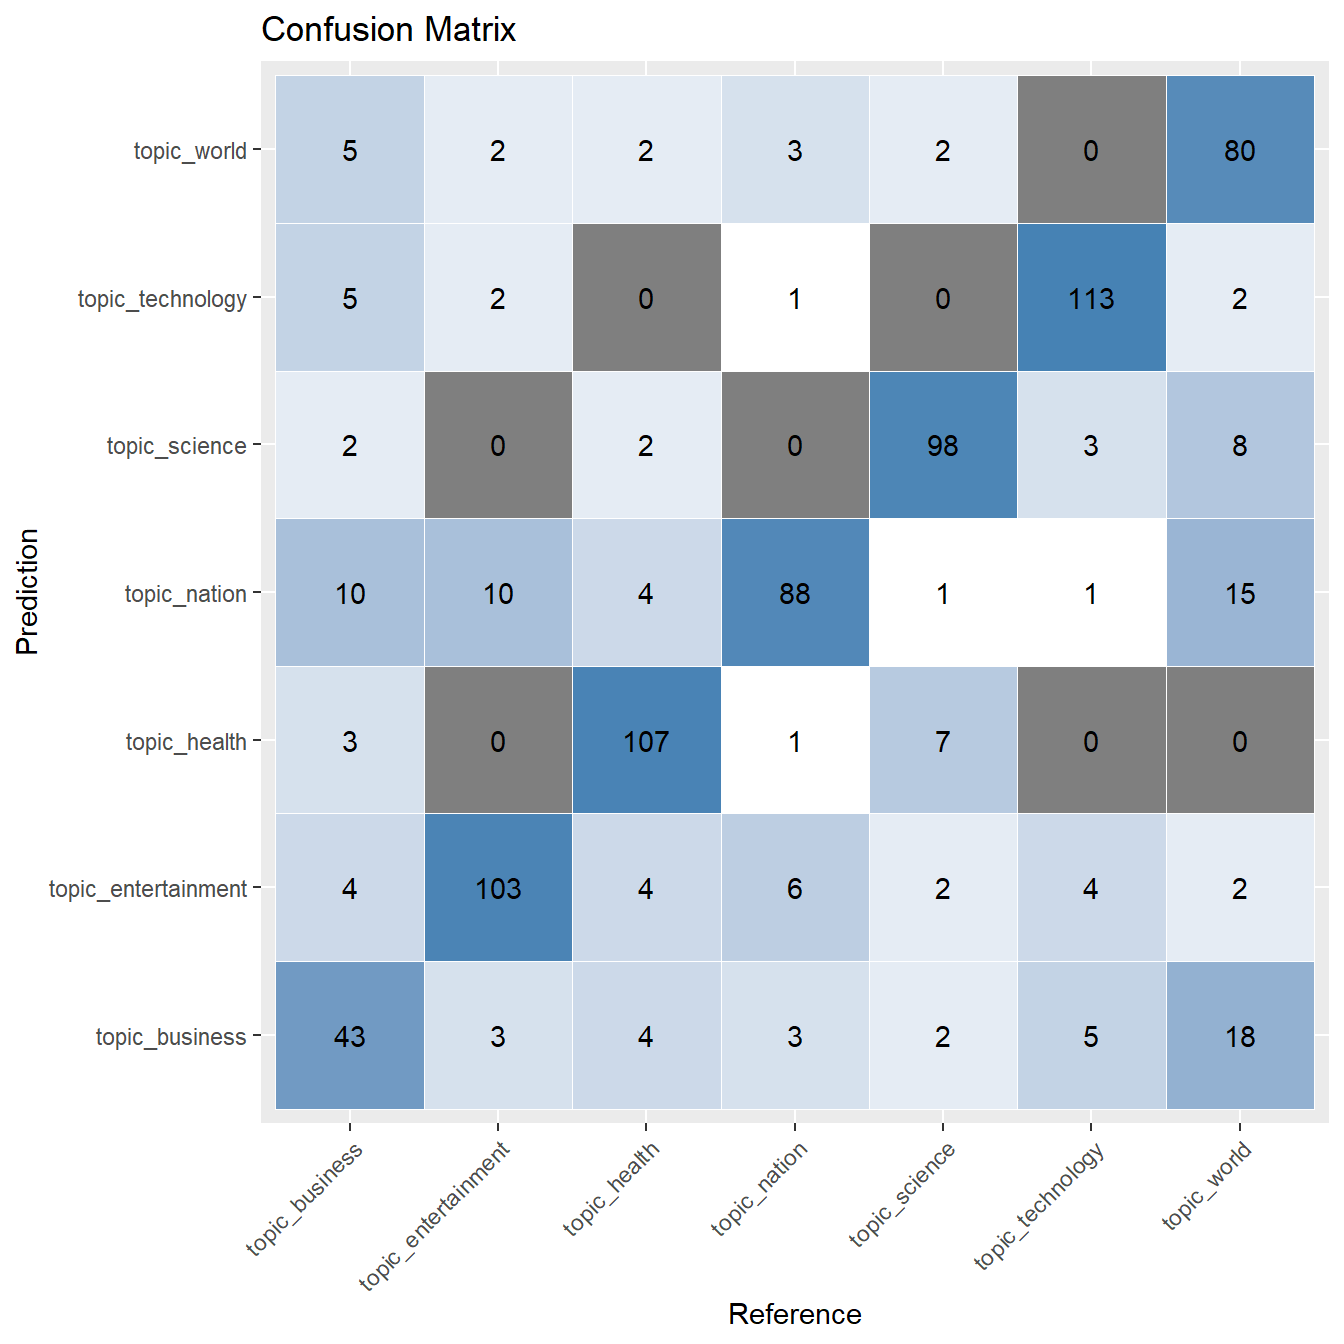 Confusion Matrix
topic_world 5 2 2 3 2 0 80
topic_technology 5 2 0 1 0 113 2
topic_science 2 0 2 0 98 3 8
topic_nation 10 10 4 88 1 1 15
topic_health 3 0 107 1 7 0 0
topic_entertainment 4 103 4 6 2 4 2
topic_business 43 3 4 3 2 5 18
Prediction
topic_business topic_entertainment topic_health topic_nation topic_science topic_technology topic_world
Reference